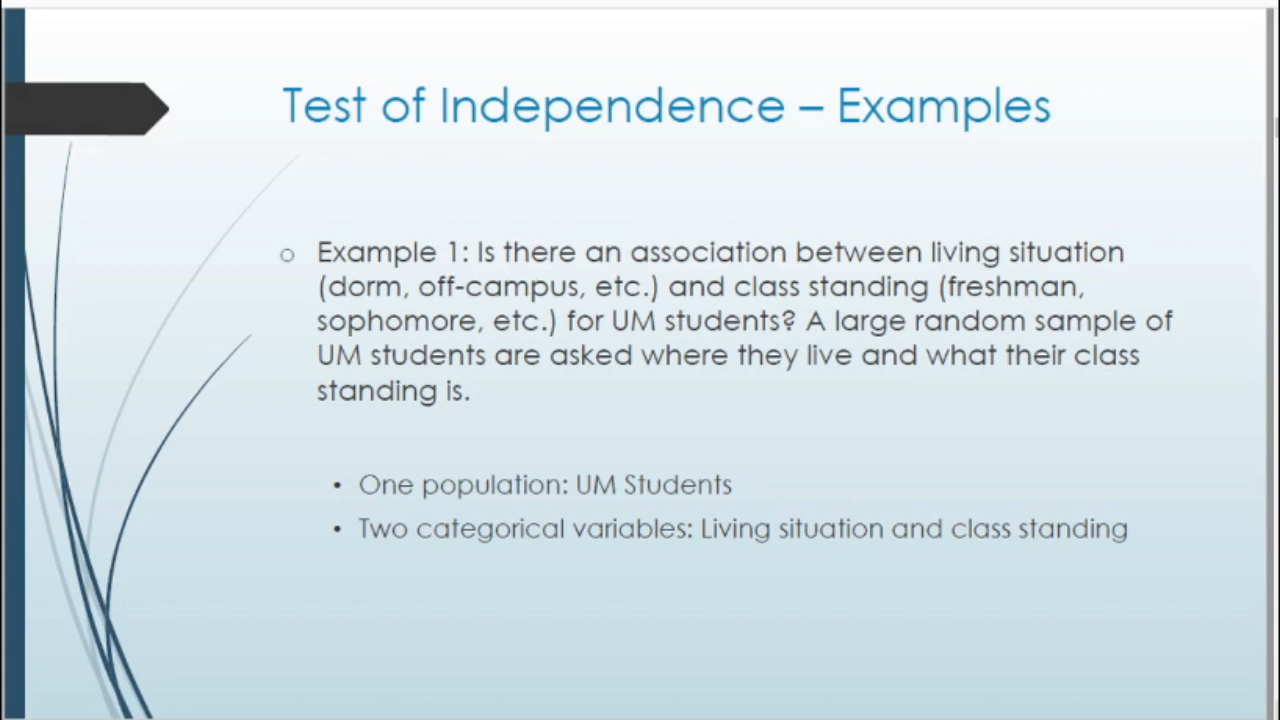 Test of Independence – Examples
o Example 1: Is there an association between living situation
(dorm, off-campus, etc.) and class standing (freshman,
sophomore, etc.) for UM students? A large random sample of
UM students are asked where they live and what their class
standing is.
• One population: UM Students
• Two categorical variables: Living situation and class standing